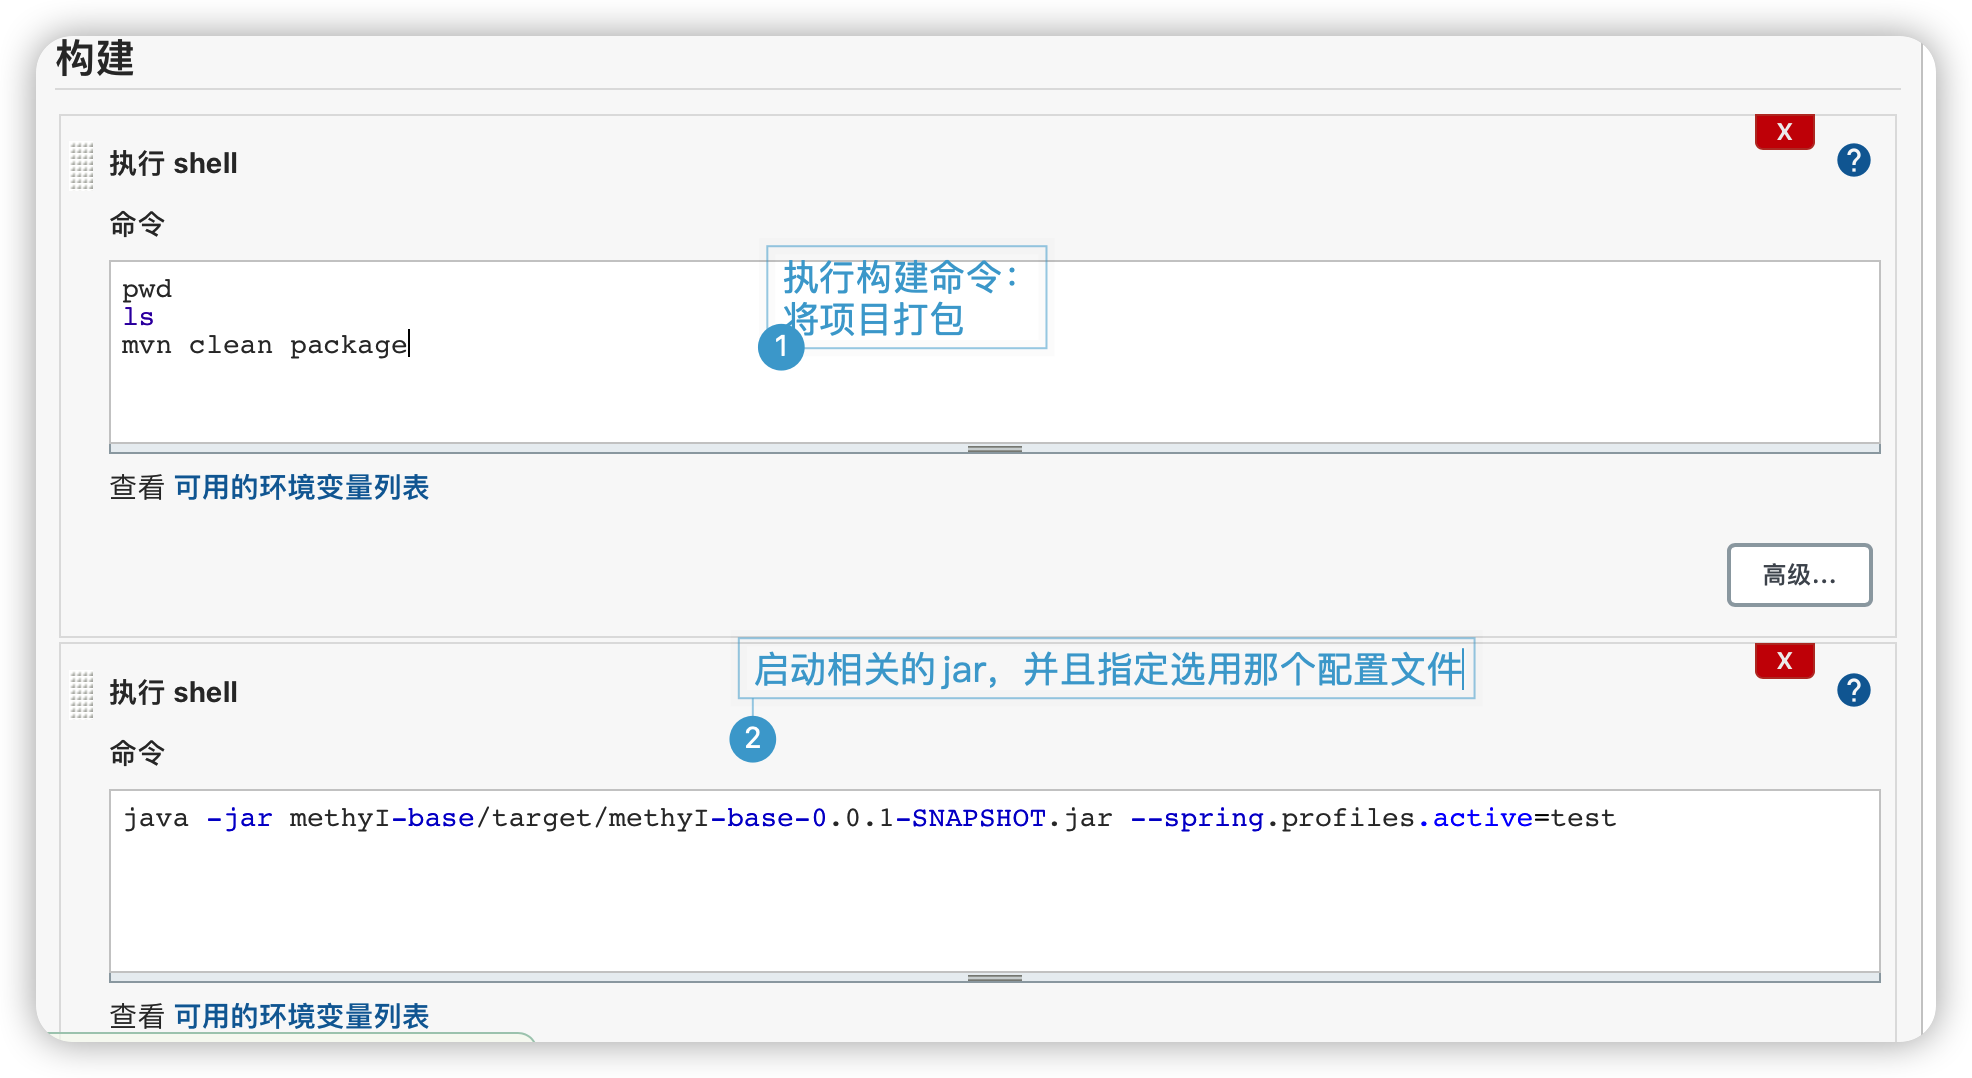 构建
X
执行 shell
?
命令
执行构建命令：
将项目打包
1
pwd
ls
mvn clean package
查看 可用的环境变量列表
高级...
启动相关的jar，并且指定选用那个配置文件
2
X
执行 shell
?
命令
java -jar methyI-base/target/methyI-base-0.0.1-SNAPSHOT.jar --spring.profiles.active=test
查看 可用的环境变量列表